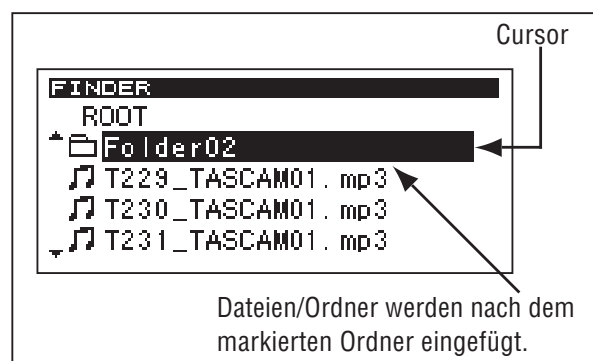 Cursor
FINDER
ROOT
Folder02
T229_TASCAM01.mp3
T230_TASCAM01.mp3
T231_TASCAM01.mp3
Dateien/Ordner werden nach dem
markierten Ordner eingefügt.